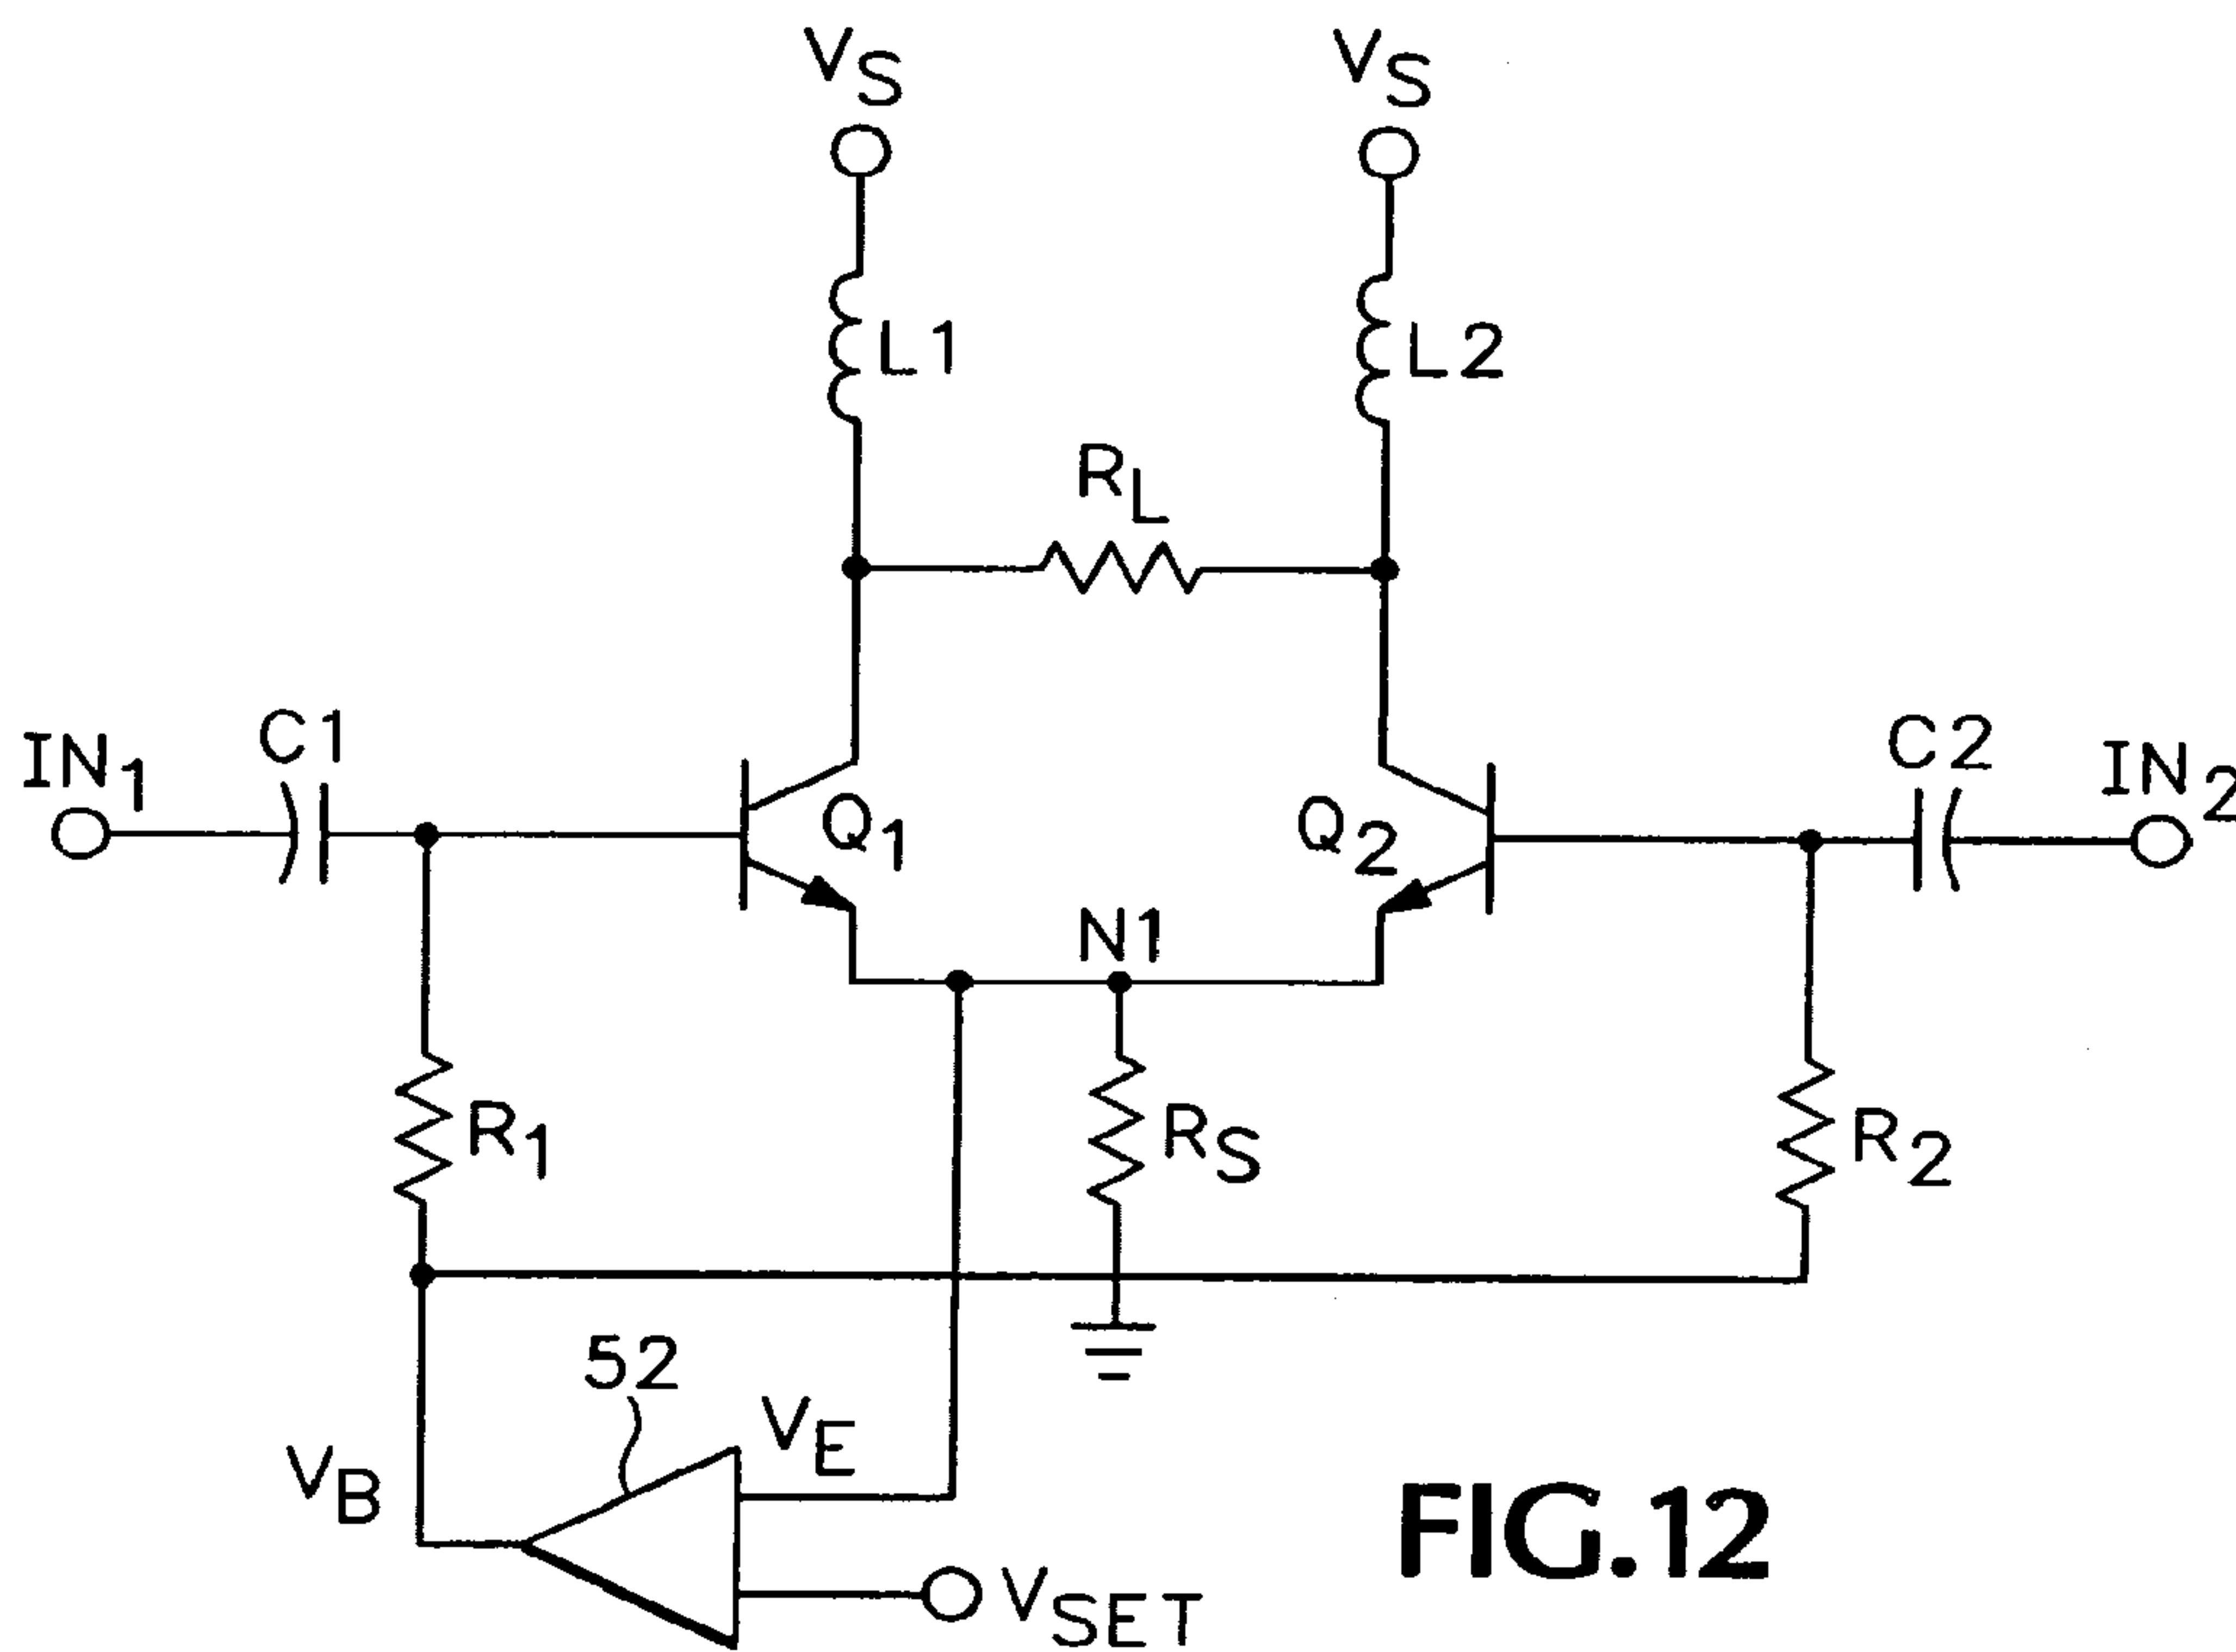 VS
VS
L1
L2
RL
IN1
C1
Q1
Q2
C2
IN2
N1
R1
RS
R2
52
VE
VB
VSET
FIG.12